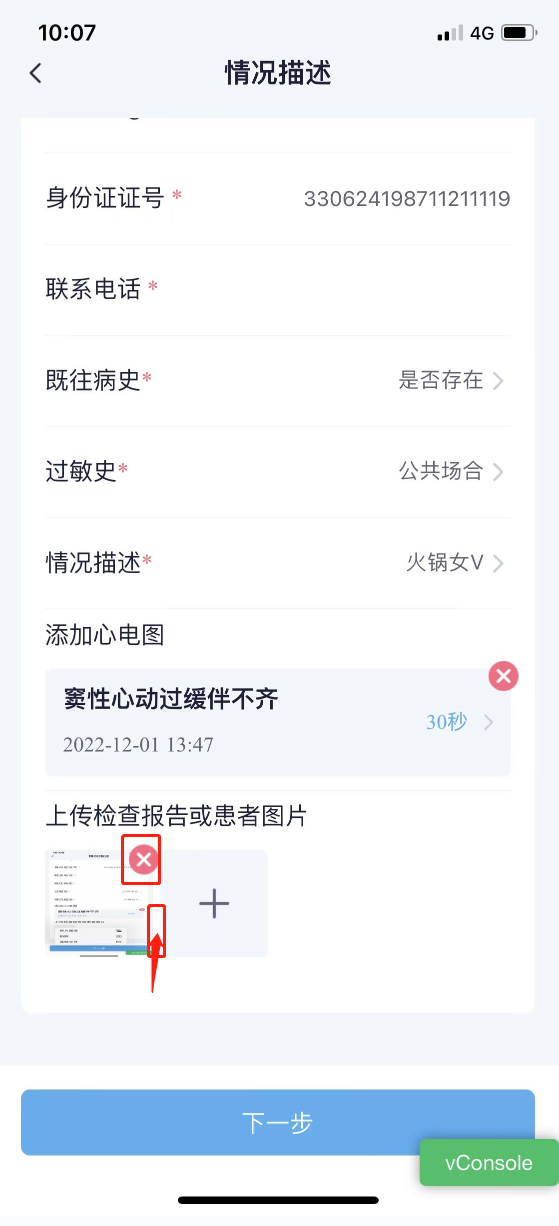 10:07
4G
情况描述
身份证证号 *
330624198711211119
联系电话 *
既往病史*
是否存在
过敏史*
公共场合
情况描述*
火锅女V
添加心电图
窦性心动过缓伴不齐
30秒
2022-12-01 13:47
上传检查报告或患者图片
下一步
vConsole